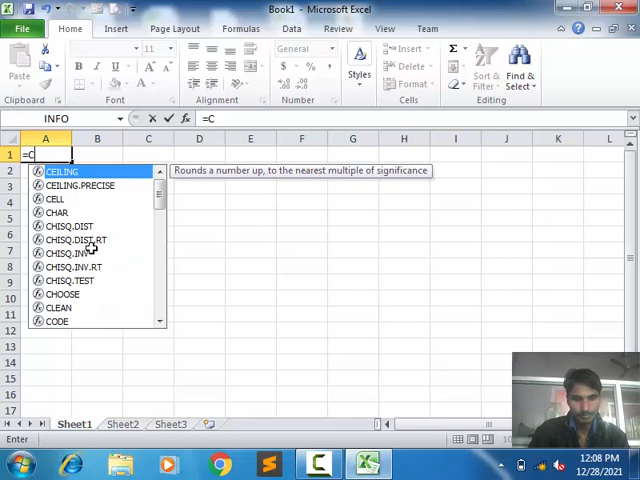 Book1 - Microsoft Excel
File Home Insert Page Layout Formulas Data Review View Team
Paste
Clipboard
11
B I U
Font
Alignment
General
$ % ,
Number
Styles
Insert
Delete
Format
Cells
Σ
Sort & Filter
Find & Select
Editing
INFO fx =C
A B C D E F G H I J K L
1 =C
2
3
4
5
6
7
8
9
10
11
12
13
14
15
16
17
CEILING
Rounds a number up, to the nearest multiple of significance
CEILING.PRECISE
CELL
CHAR
CHISQ.DIST
CHISQ.DIST.RT
CHISQ.INV
CHISQ.INV.RT
CHISQ.TEST
CHOOSE
CLEAN
CODE
Sheet1 Sheet2 Sheet3
Enter
12:08 PM
12/28/2021